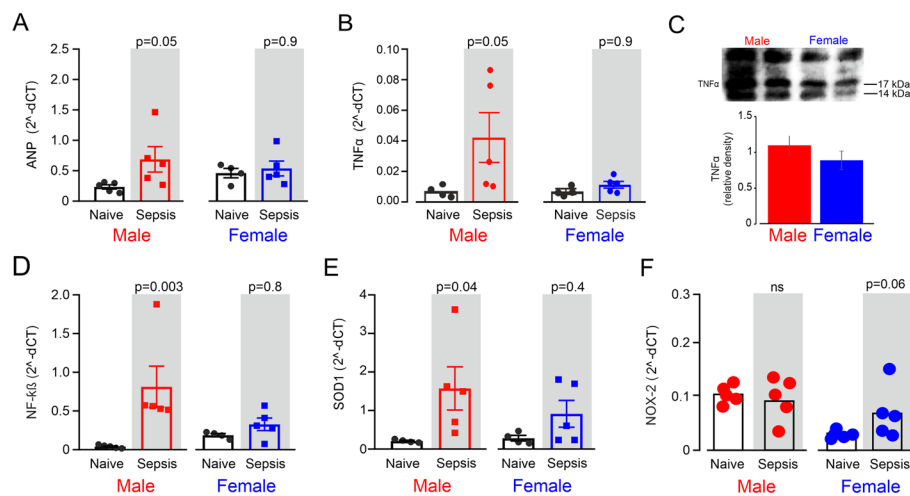 A
p=0.05
p=0.9
2.5
2.0
1.5
1.0
0.5
0.0
ANP (2^-dCT)
Naive Sepsis Naive Sepsis
Male Female
B
p=0.05
p=0.9
0.10
0.08
0.06
0.04
0.02
0.00
TNFα (2^-dCT)
Naive Sepsis Naive Sepsis
Male Female
C
Male Female
TNFα
17 kDa
14 kDa
1.5
1
0.5
0
TNFα
(relative density)
Male Female
D
p=0.003
p=0.8
2.0
1.5
1.0
0.5
0.0
NF-kß (2^-dCT)
Naive Sepsis Naive Sepsis
Male Female
E
p=0.04
p=0.4
4
3
2
1
0
SOD1 (2^-dCT)
Naive Sepsis Naive Sepsis
Male Female
F
ns
p=0.06
0.3
0.2
0.1
0
NOX-2 (2^-dCT)
Naive Sepsis Naive Sepsis
Male Female